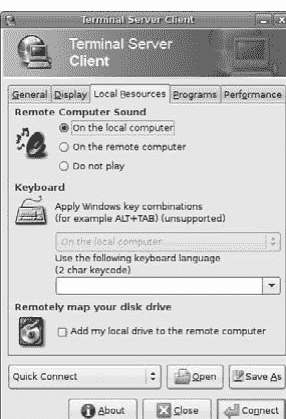 Terminal Server Client
Terminal Server
Client
General Display Local Resources Programs Performance
Remote Computer Sound
On the local computer
On the remote computer
Do not play
Keyboard
Apply Windows key combinations
(for example ALT+TAB) (unsupported)
On the local computer
Use the following keyboard language
(2 char keycode)
Remotely map your disk drive
Add my local drive to the remote computer
Quick Connect Open Save As
About Close Connect